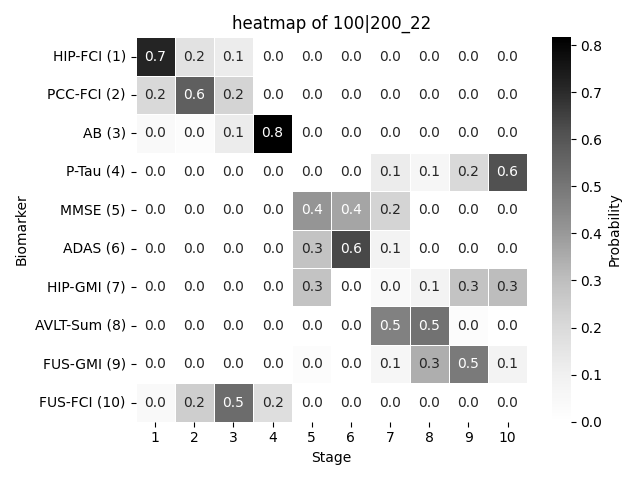 heatmap of 100|200_22
Biomarker
HIP-FCI (1) 0.7 0.2 0.1 0.0 0.0 0.0 0.0 0.0 0.0 0.0
PCC-FCI (2) 0.2 0.6 0.2 0.0 0.0 0.0 0.0 0.0 0.0 0.0
AB (3) 0.0 0.0 0.1 0.8 0.0 0.0 0.0 0.0 0.0 0.0
P-Tau (4) 0.0 0.0 0.0 0.0 0.0 0.0 0.1 0.1 0.2 0.6
MMSE (5) 0.0 0.0 0.0 0.0 0.4 0.4 0.2 0.0 0.0 0.0
ADAS (6) 0.0 0.0 0.0 0.0 0.3 0.6 0.1 0.0 0.0 0.0
HIP-GMI (7) 0.0 0.0 0.0 0.0 0.3 0.0 0.0 0.1 0.3 0.3
AVLT-Sum (8) 0.0 0.0 0.0 0.0 0.0 0.0 0.5 0.5 0.0 0.0
FUS-GMI (9) 0.0 0.0 0.0 0.0 0.0 0.0 0.1 0.3 0.5 0.1
FUS-FCI (10) 0.0 0.2 0.5 0.2 0.0 0.0 0.0 0.0 0.0 0.0
1 2 3 4 5 6 7 8 9 10
Stage
0.8
0.7
0.6
0.5
0.4
0.3
0.2
0.1
0.0
Probability